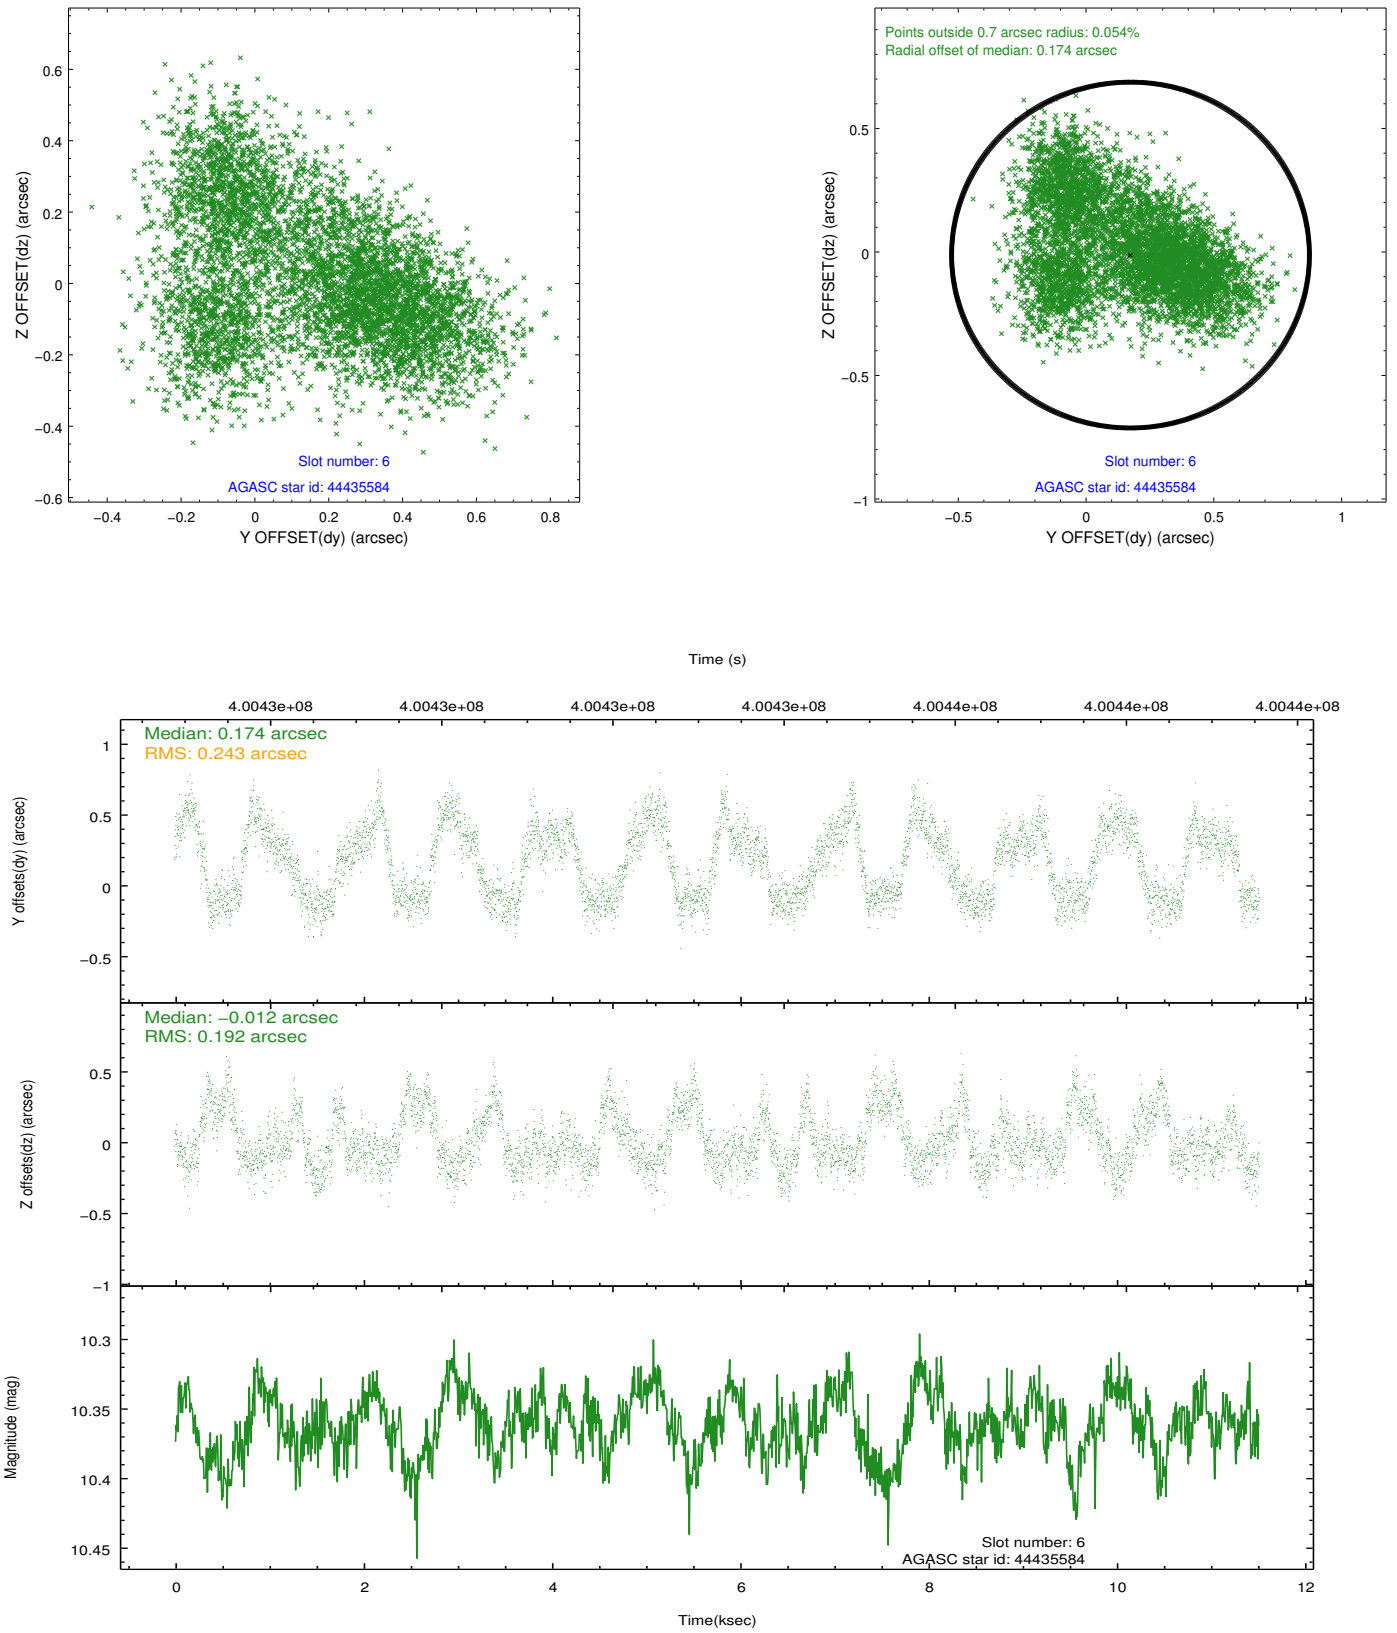 0.6
0.4
0.2
0
−0.2
−0.4
−0.6
Z OFFSET(dz) (arcsec)
Slot number: 6
AGASC star id: 44435584
−0.4 −0.2 0 0.2 0.4 0.6 0.8
Y OFFSET(dy) (arcsec)
Points outside 0.7 arcsec radius: 0.054%
Radial offset of median: 0.174 arcsec
0.5
0
−0.5
−1
Z OFFSET(dz) (arcsec)
Slot number: 6
AGASC star id: 44435584
−0.5 0 0.5 1
Y OFFSET(dy) (arcsec)
Time (s)
4.0043e+08 4.0043e+08 4.0043e+08 4.0043e+08 4.0044e+08 4.0044e+08 4.0044e+08
Median: 0.174 arcsec
RMS: 0.243 arcsec
1
0.5
0
−0.5
Y offsets(dy) (arcsec)
Median: −0.012 arcsec
RMS: 0.192 arcsec
0.5
0
−0.5
−1
Z offsets(dz) (arcsec)
10.3
10.35
10.4
10.45
Magnitude (mag)
Slot number: 6
AGASC star id: 44435584
0 2 4 6 8 10 12
Time(ksec)